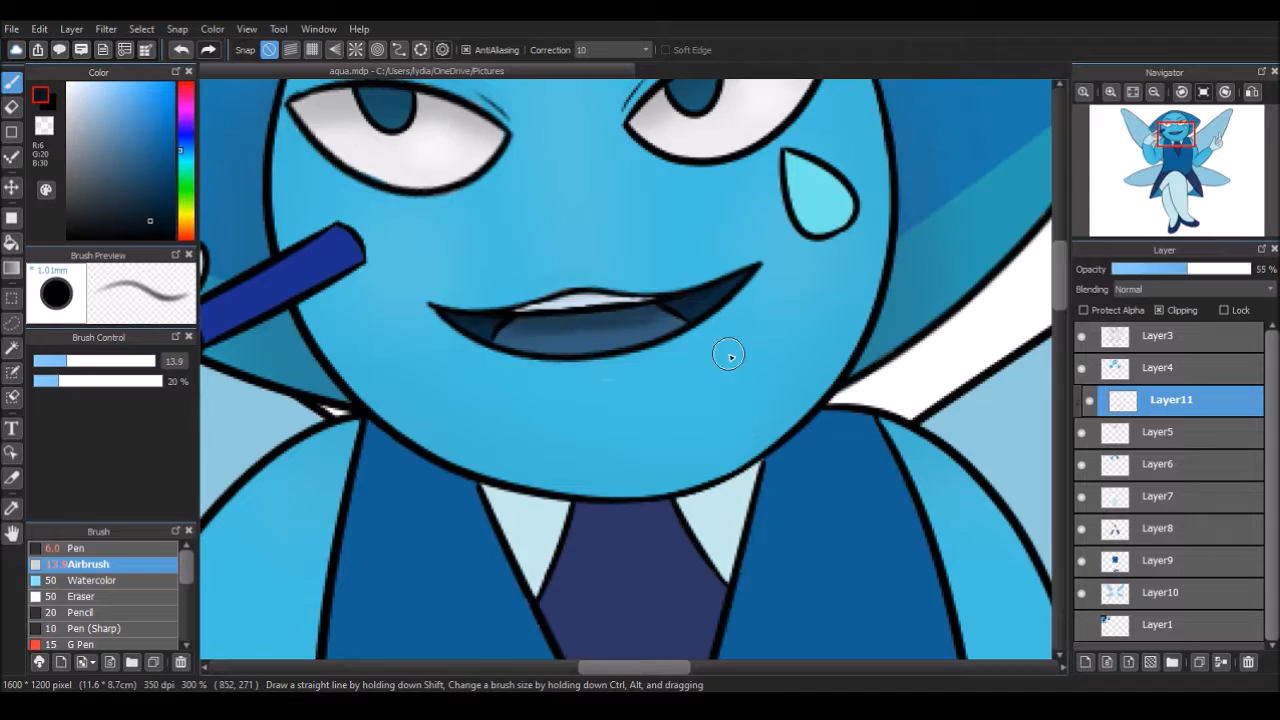 File Edit Layer Filter Select Snap Color View Tool Window Help
Snap AntiAliasing Correction 10 Soft Edge
Color
aqua.mdp - C:/Users/lydia/OneDrive/Pictures
Navigator
R:6
G:20
B:30
Brush Preview
* 1.01mm
Layer
Opacity 55 %
Blending Normal
Protect Alpha Clipping Lock
Brush Control
13.9
20 %
Layer3
Layer4
Layer11
Layer5
Layer6
Layer7
Layer8
Layer9
Layer10
Layer1
Brush
6.0 Pen
13.9 Airbrush
50 Watercolor
50 Eraser
20 Pencil
10 Pen (Sharp)
15 G Pen
1600 * 1200 pixel (11.6 * 8.7cm) 350 dpi 300 % ( 852, 271 ) Draw a straight line by holding down Shift, Change a brush size by holding down Ctrl, Alt, and dragging